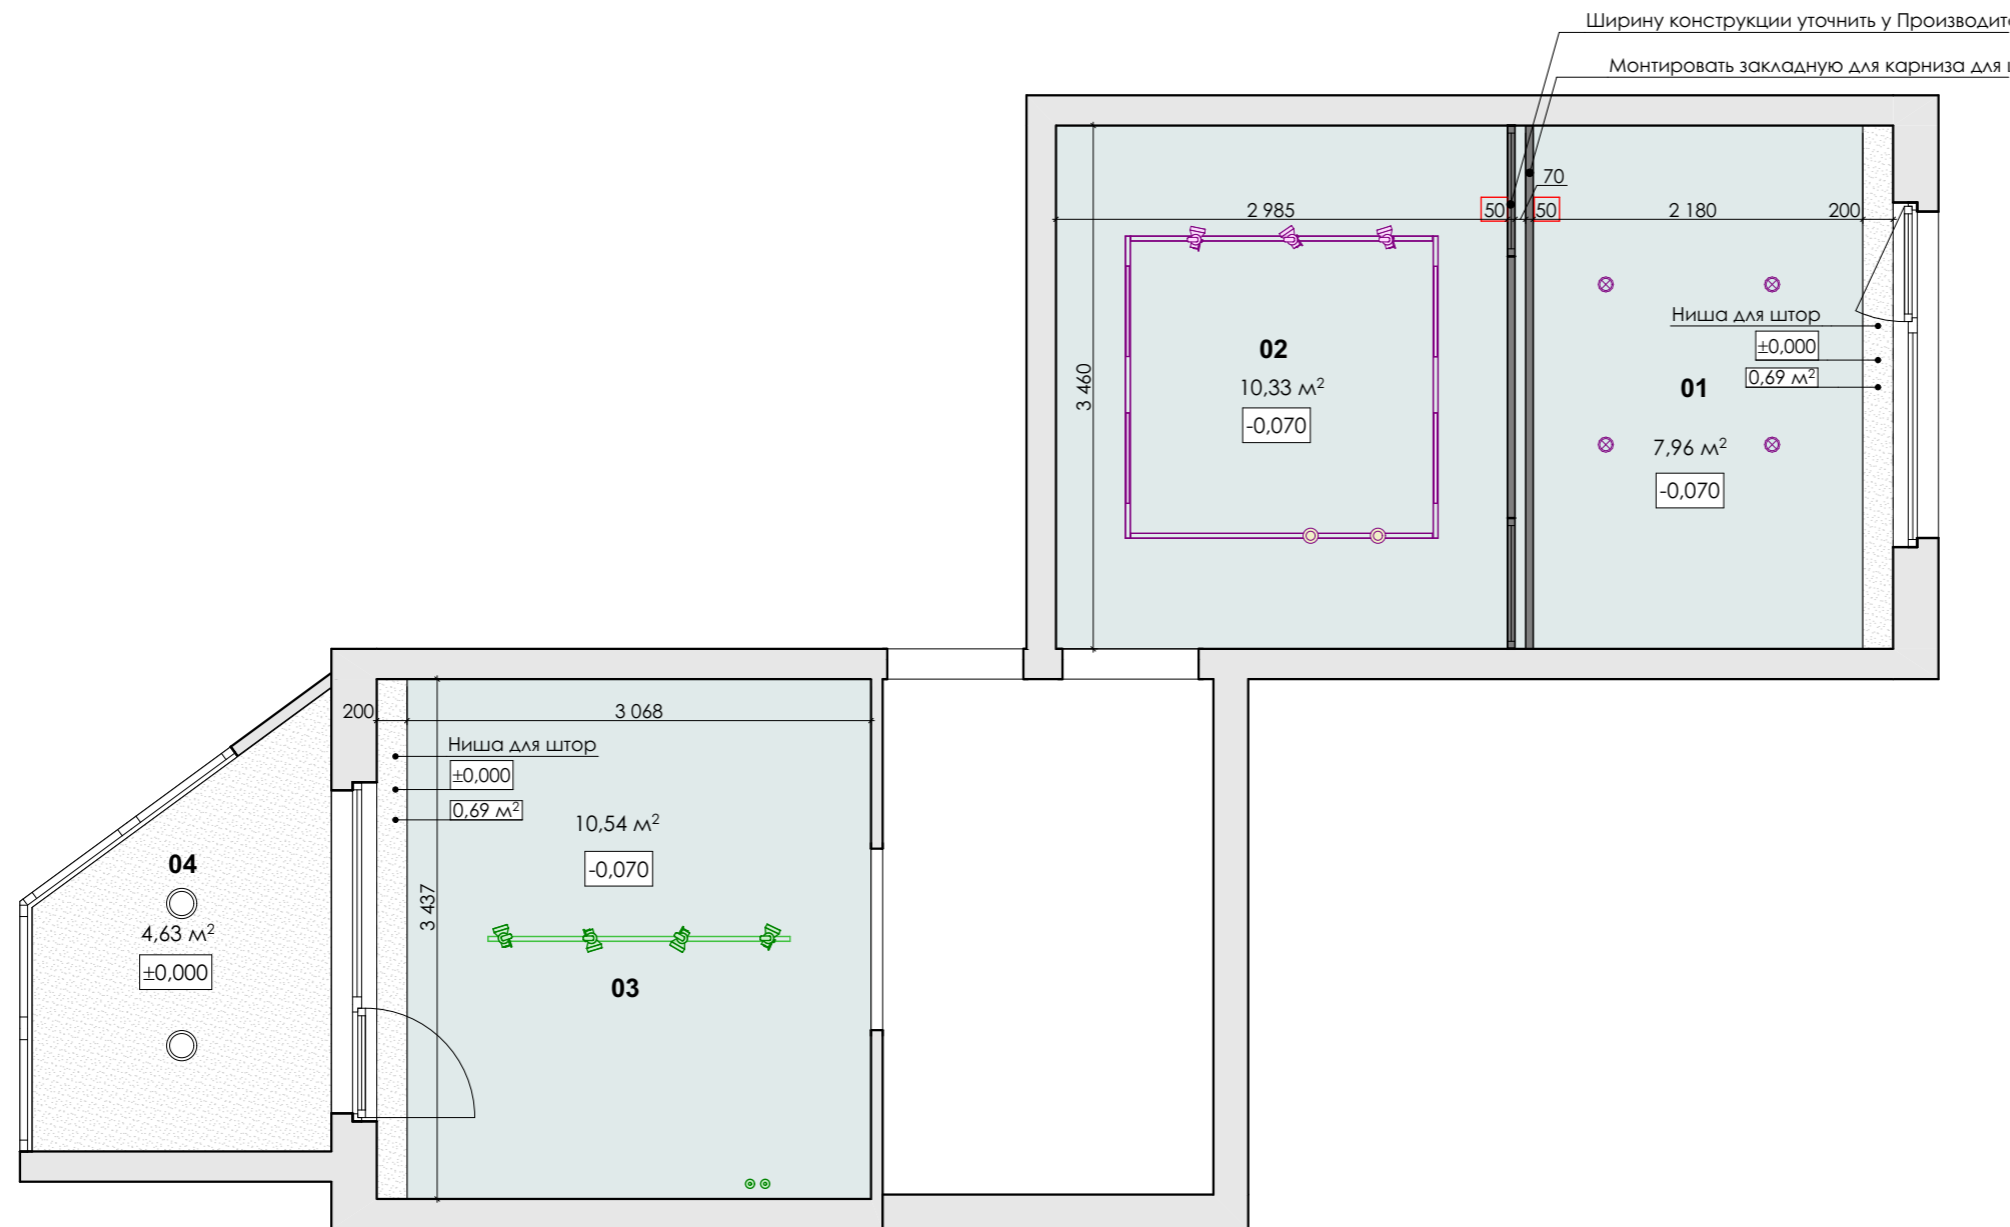 Ширину конструкции уточнить у
Монтировать закладную для карниза для
70
2 985
50
50
2 180
200
Ниша для штор
±0,000
0,69 м²
02
10,33 м²
-0,070
3 460
01
7,96 м²
-0,070
200
3 068
Ниша для штор
±0,000
0,69 м²
10,54 м²
-0,070
3 437
03
04
4,63 м²
±0,000